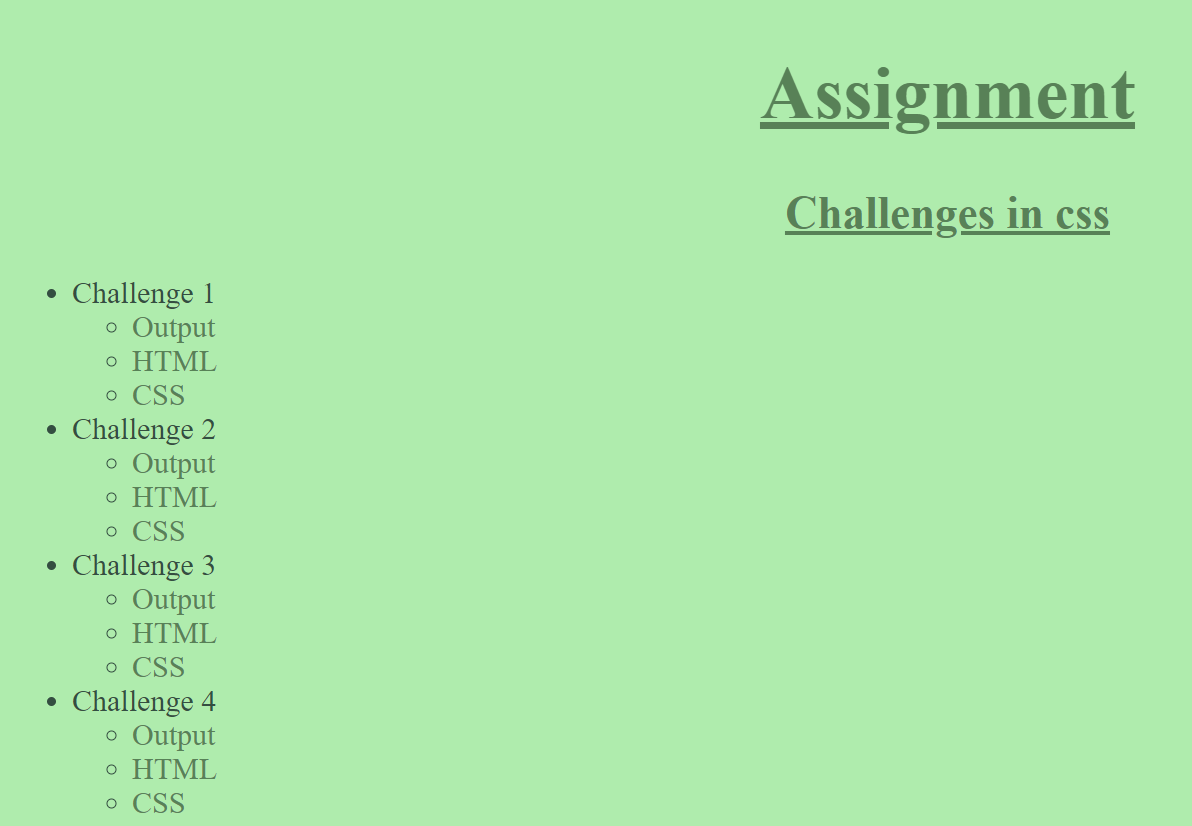 Assignment
Challenges in css
Challenge 1
Output
HTML
CSS
Challenge 2
Output
HTML
CSS
Challenge 3
Output
HTML
CSS
Challenge 4
Output
HTML
CSS